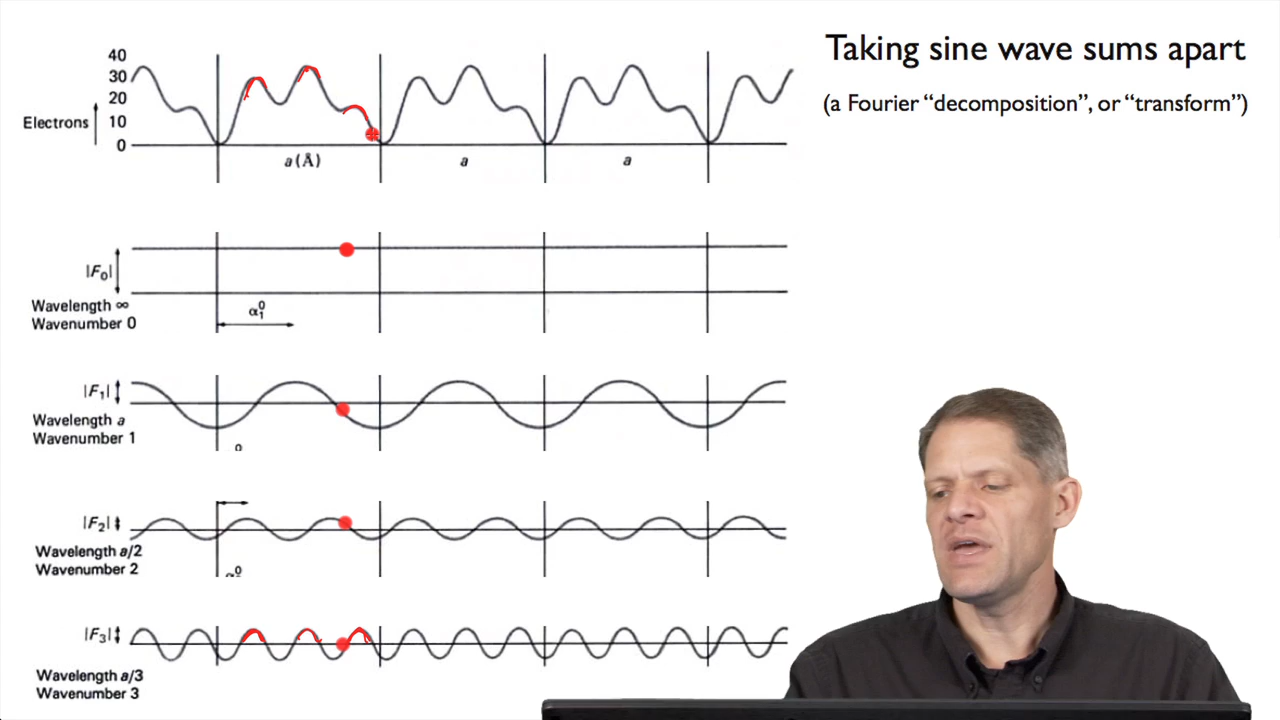 Taking sine wave sums apart
(a Fourier “decomposition”, or “transform”)
40
30
20
10
0
Electrons
a (Å) a a
|F₀|
Wavelength ∞
Wavenumber 0
α⁰₁
|F₁|
Wavelength a
Wavenumber 1
|F₂|
Wavelength a/2
Wavenumber 2
|F₃|
Wavelength a/3
Wavenumber 3